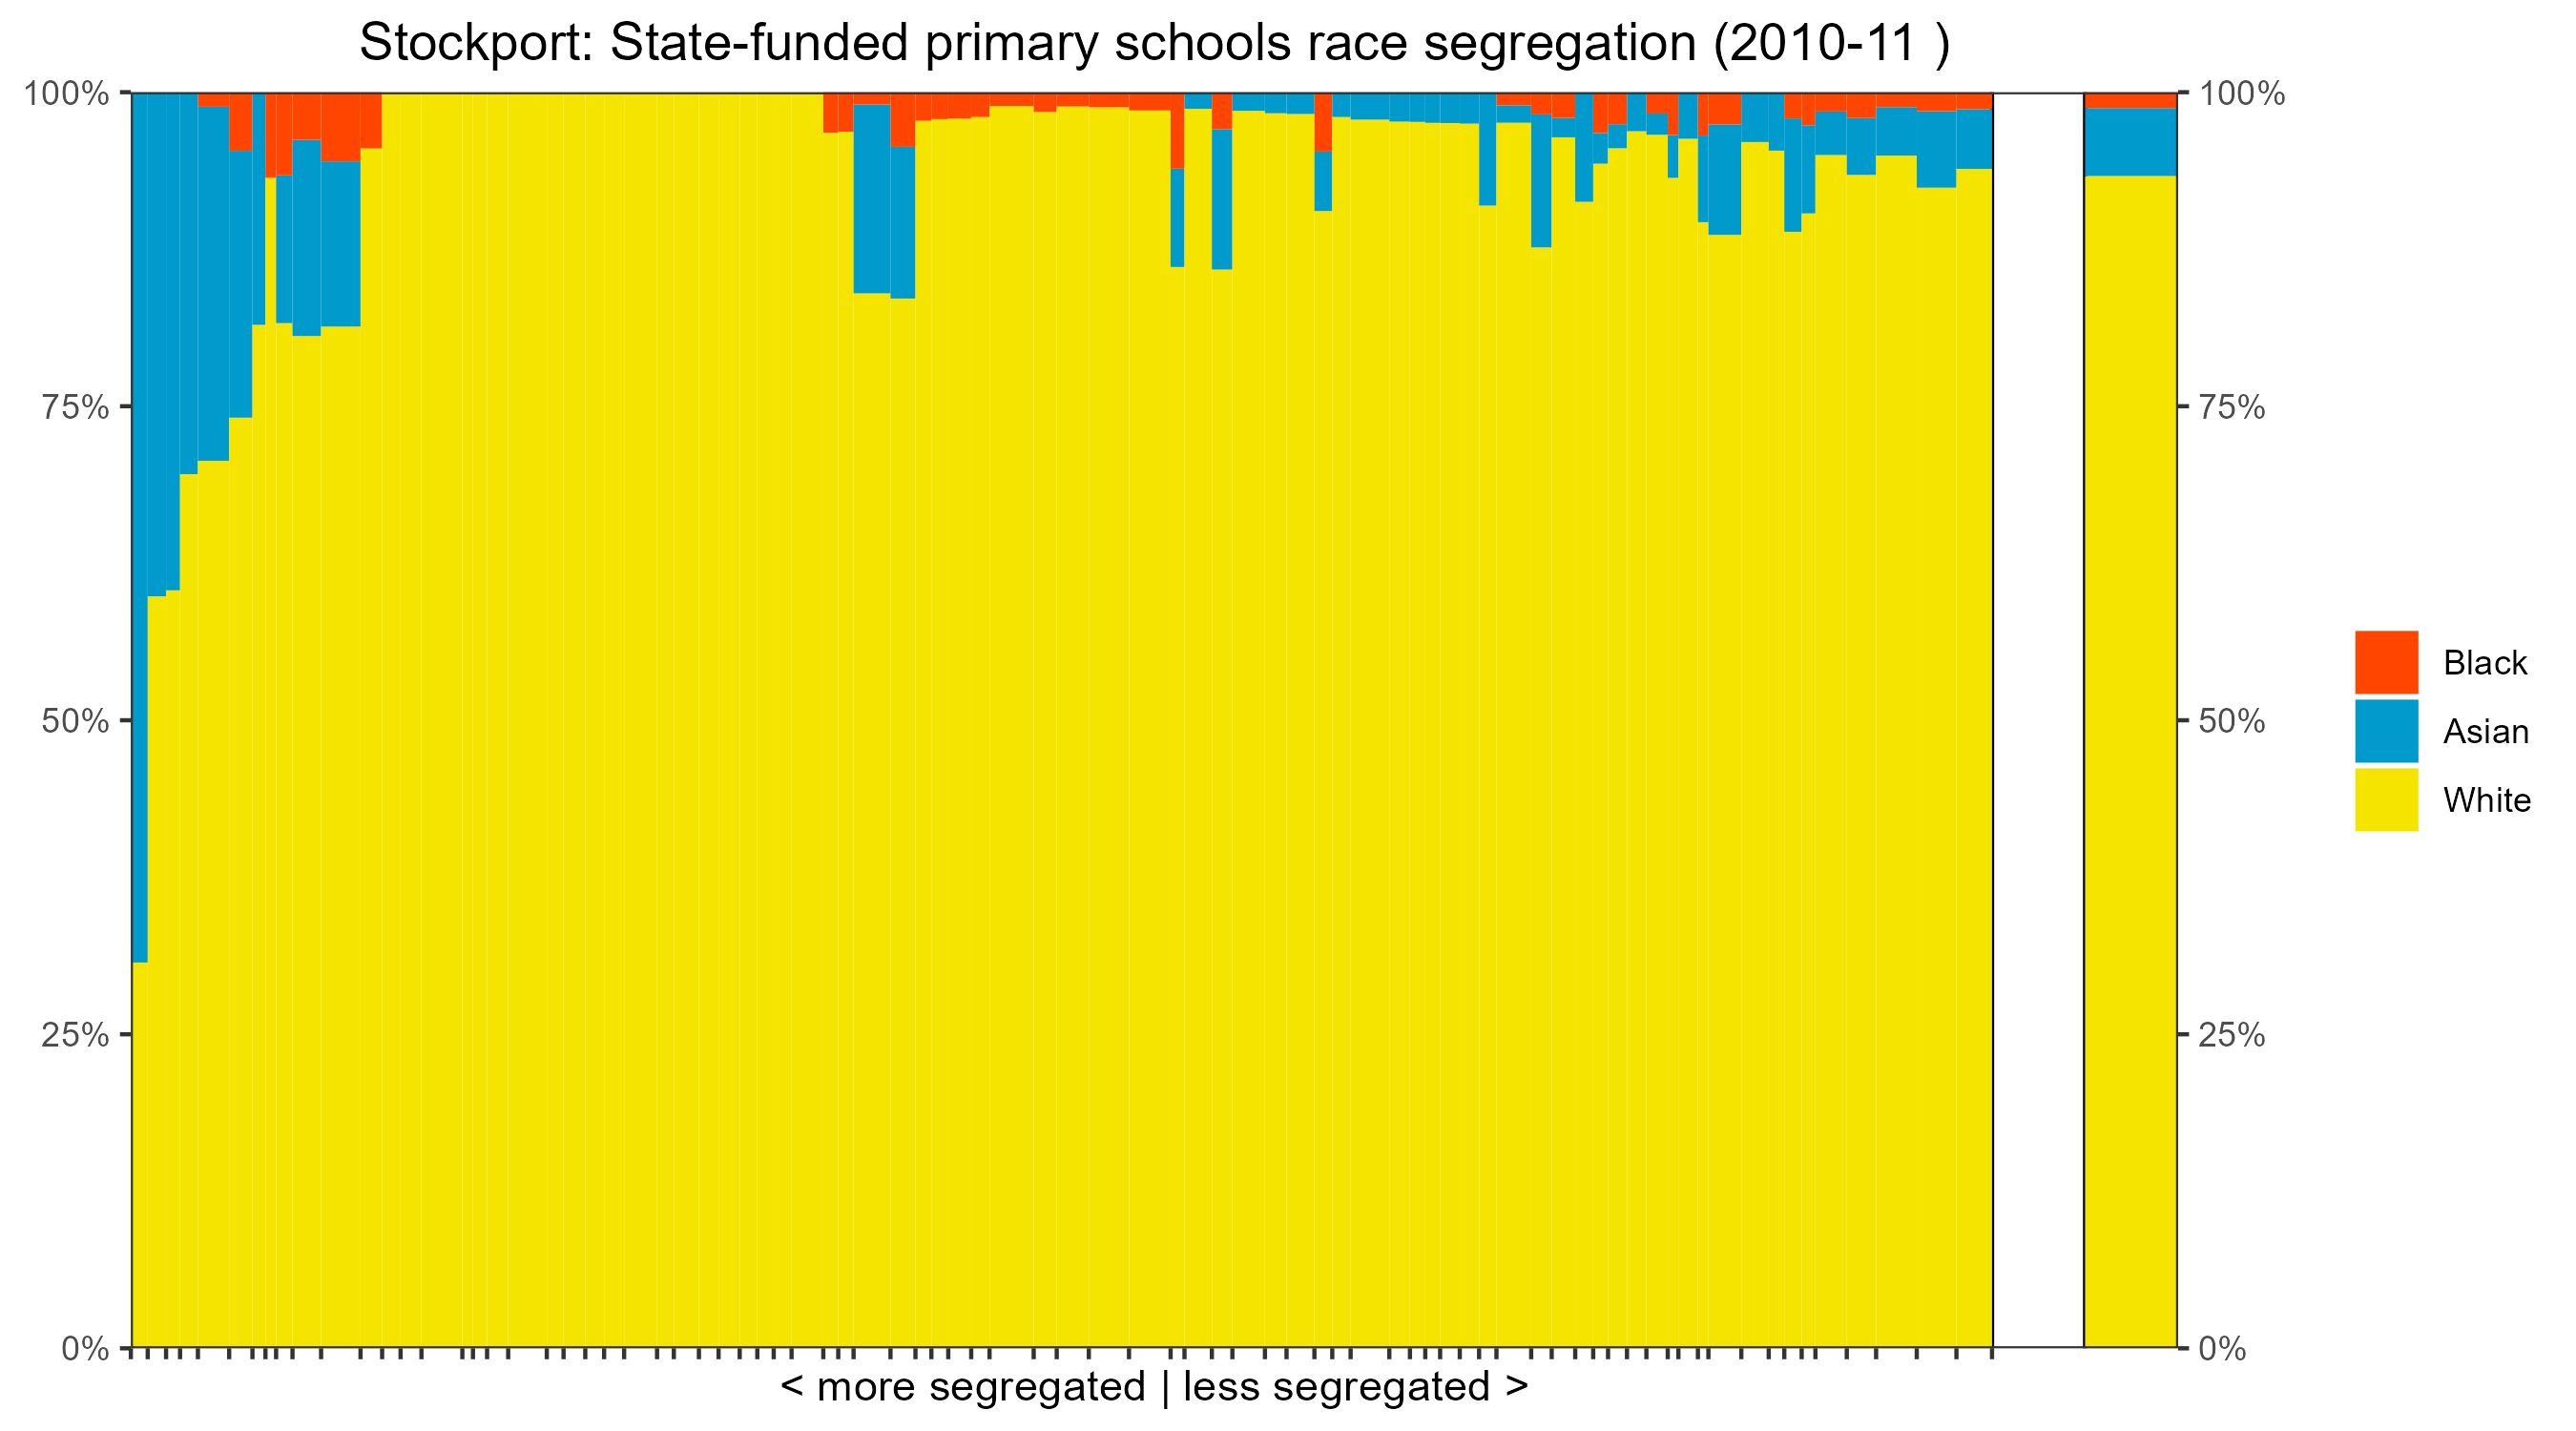 Stockport: State-funded primary schools race segregation (2010-11 )
100%
75%
50%
25%
0%
100%
75%
50%
25%
0%
Black
Asian
White
< more segregated | less segregated >